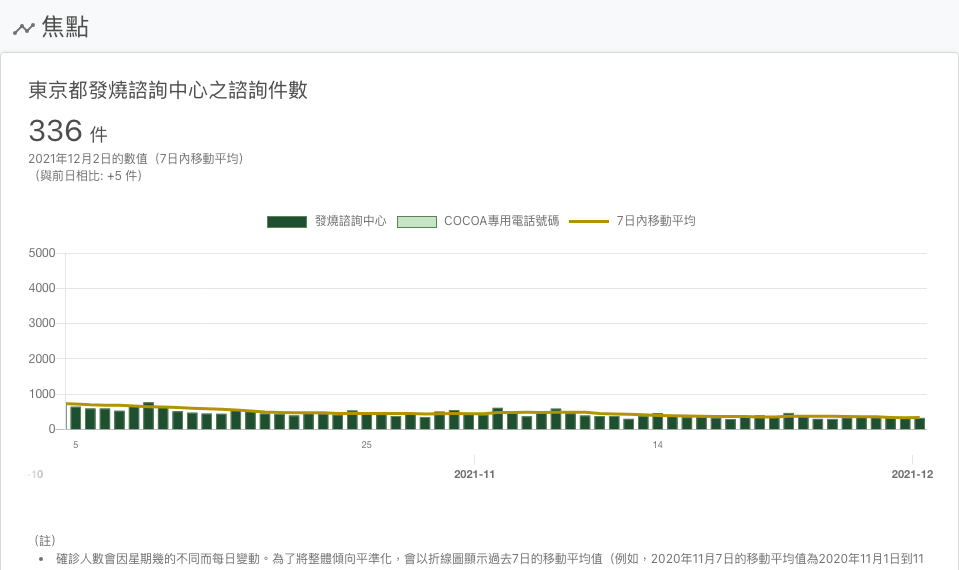 焦點
東京都發燒諮詢中心之諮詢件數
336 件
2021年12月2日的數值（7日內移動平均）
（與前日相比: +5 件）
發燒諮詢中心 COCOA專用電話號碼 7日內移動平均
5000
4000
3000
2000
1000
0
5 25 14
-10 2021-11 2021-12
（註）
• 確診人數會因星期幾的不同而每日變動。為了將整體傾向平準化，會以折線圖顯示過去7日的移動平均值（例如，2020年11月7日的移動平均值為2020年11月1日到11